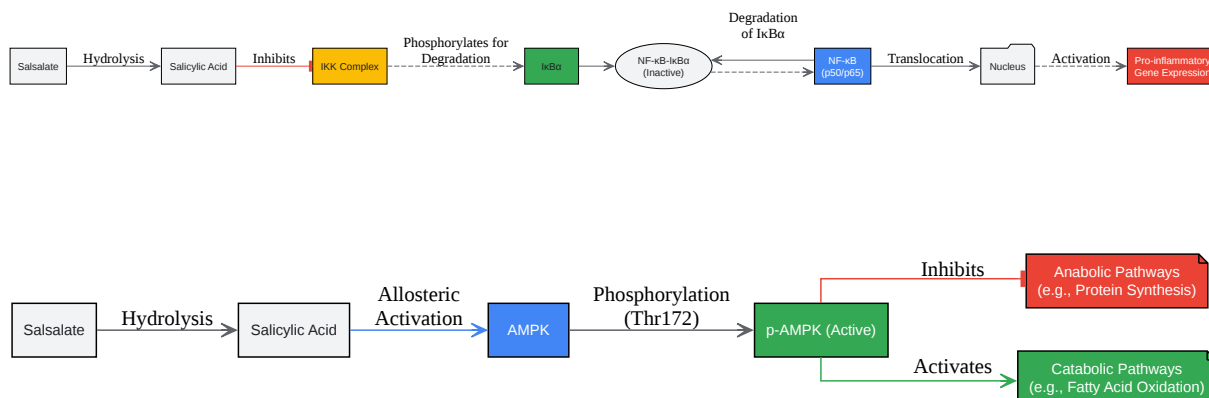 Degradation
of IκBα
Salsalate
Hydrolysis
Salicylic Acid
Inhibits
IKK Complex
Phosphorylates for
Degradation
IκBα
NF-κB-IκBα
(Inactive)
NF-κB
(p50/p65)
Translocation
Nucleus
Activation
Pro-inflammatory
Gene Expression
Salsalate
Hydrolysis
Salicylic Acid
Allosteric
Activation
AMPK
Phosphorylation
(Thr172)
p-AMPK (Active)
Inhibits
Anabolic Pathways
(e.g., Protein Synthesis)
Activates
Catabolic Pathways
(e.g., Fatty Acid Oxidation)